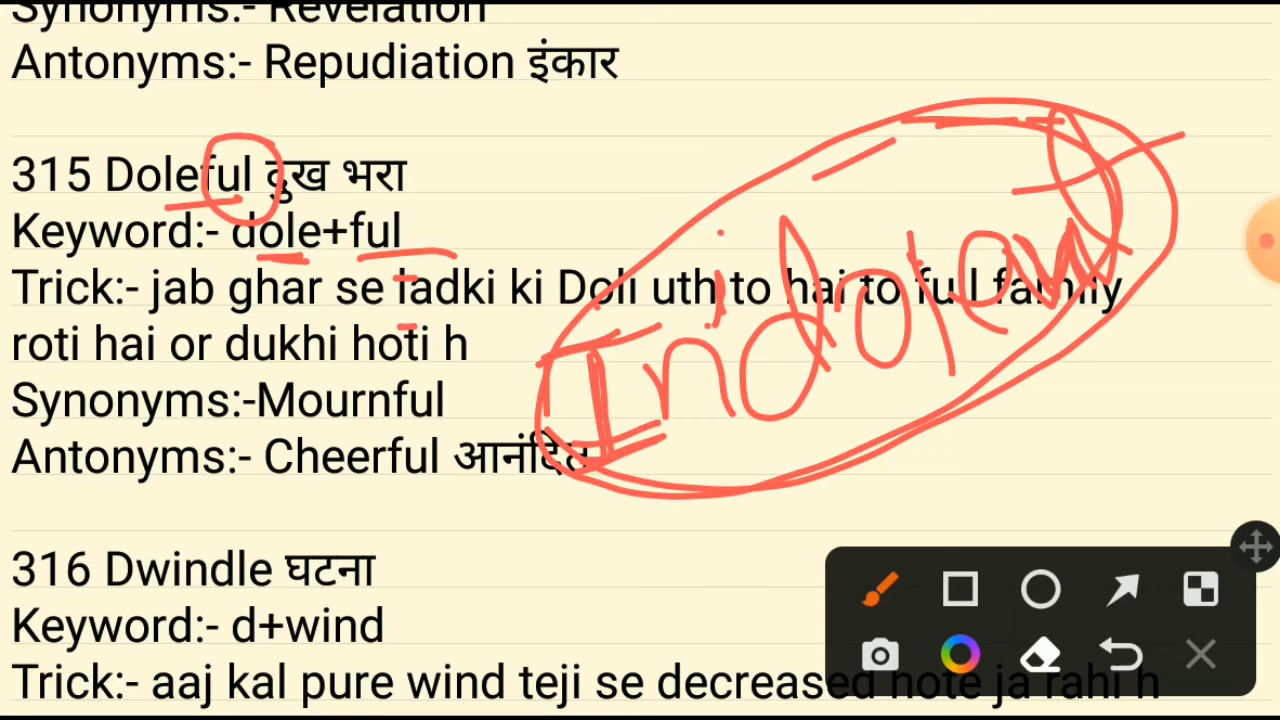 Synonyms:- Revelation
Antonyms:- Repudiation इंकार
315 Doleful दुख भरा
Keyword:- dole+ful
Trick:- jab ghar se ladki ki Doli uth to hai to full family
roti hai or dukhi hoti h
Synonyms:-Mournful
Antonyms:- Cheerful आनंदित
Indolent
316 Dwindle घटना
Keyword:- d+wind
Trick:- aaj kal pure wind teji se decreased hote ja rahi h